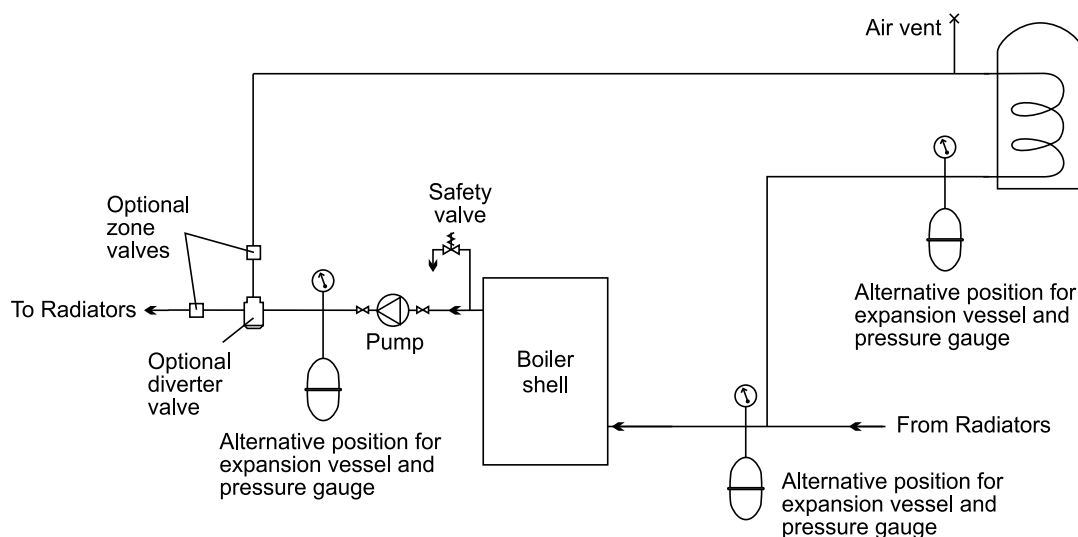 Air vent
Safety
valve
Optional
zone
valves
To Radiators
Pump
Optional
diverter
valve
Alternative position for
expansion vessel and
pressure gauge
Boiler
shell
Alternative position for
expansion vessel and
pressure gauge
From Radiators
Alternative position for
expansion vessel and
pressure gauge